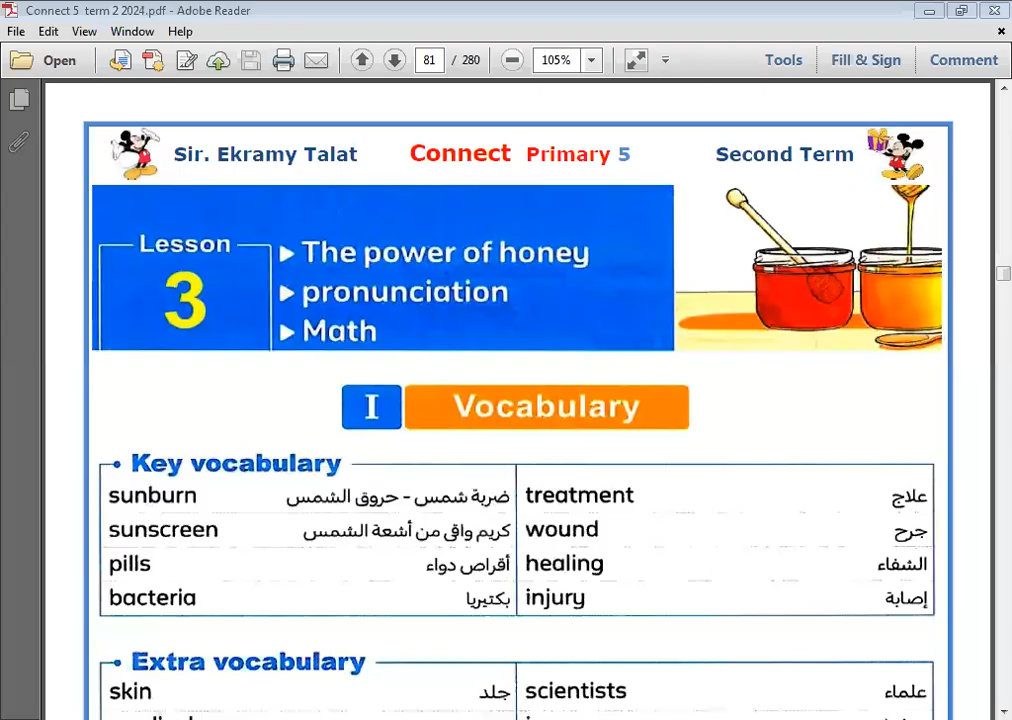 Connect 5 term 2 2024.pdf - Adobe Reader
File Edit View Window Help
Open 81 / 280 105% Tools Fill & Sign Comment
Sir. Ekramy Talat Connect Primary 5 Second Term
Lesson
3
The power of honey
pronunciation
Math
I Vocabulary
Key vocabulary
sunburn ضربة شمس - حروق الشمس treatment علاج
sunscreen كريم واقى من أشعة الشمس wound جرح
pills أقراص دواء healing الشفاء
bacteria بكتيريا injury إصابة
Extra vocabulary
skin جلد scientists علماء